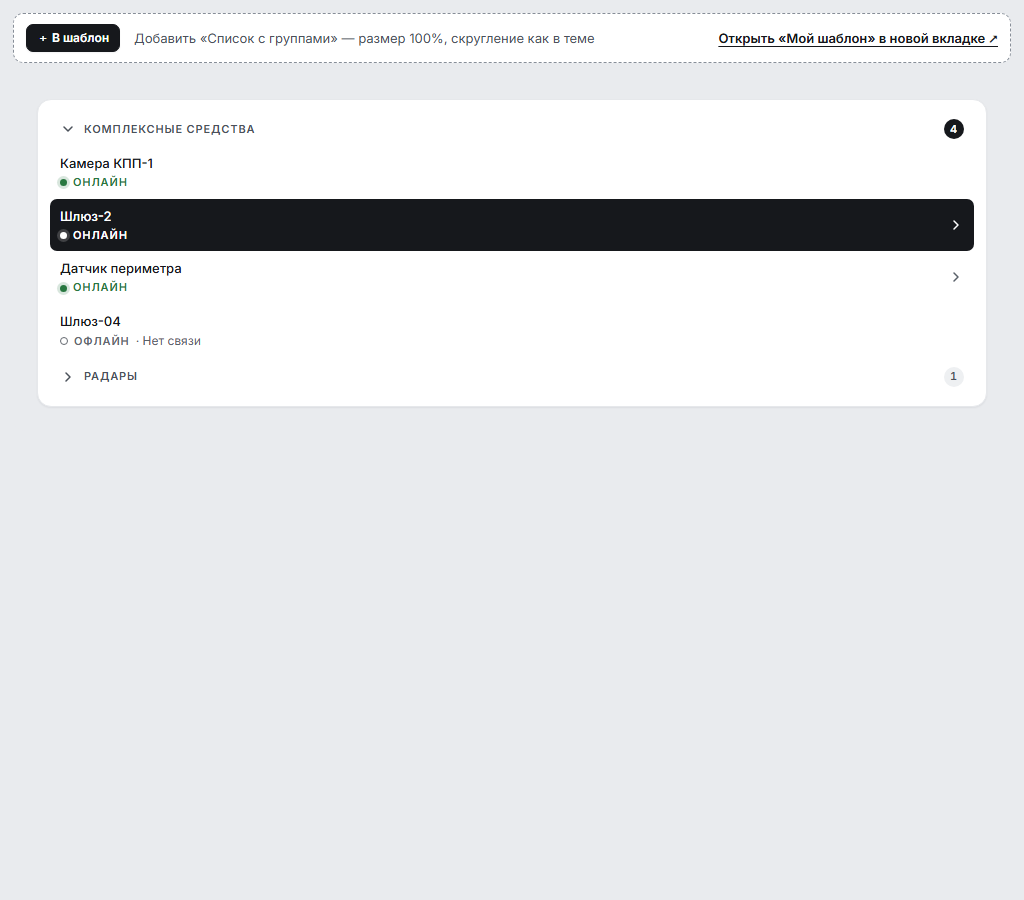 + В шаблон
Добавить «Список с группами» — размер 100%, скругление как в теме
Открыть «Мой шаблон» в новой вкладке ↗
КОМПЛЕКСНЫЕ СРЕДСТВА 4
Камера КПП-1
ОНЛАЙН
Шлюз-2
ОНЛАЙН
Датчик периметра
ОНЛАЙН
Шлюз-04
ОФЛАЙН · Нет связи
РАДАРЫ 1